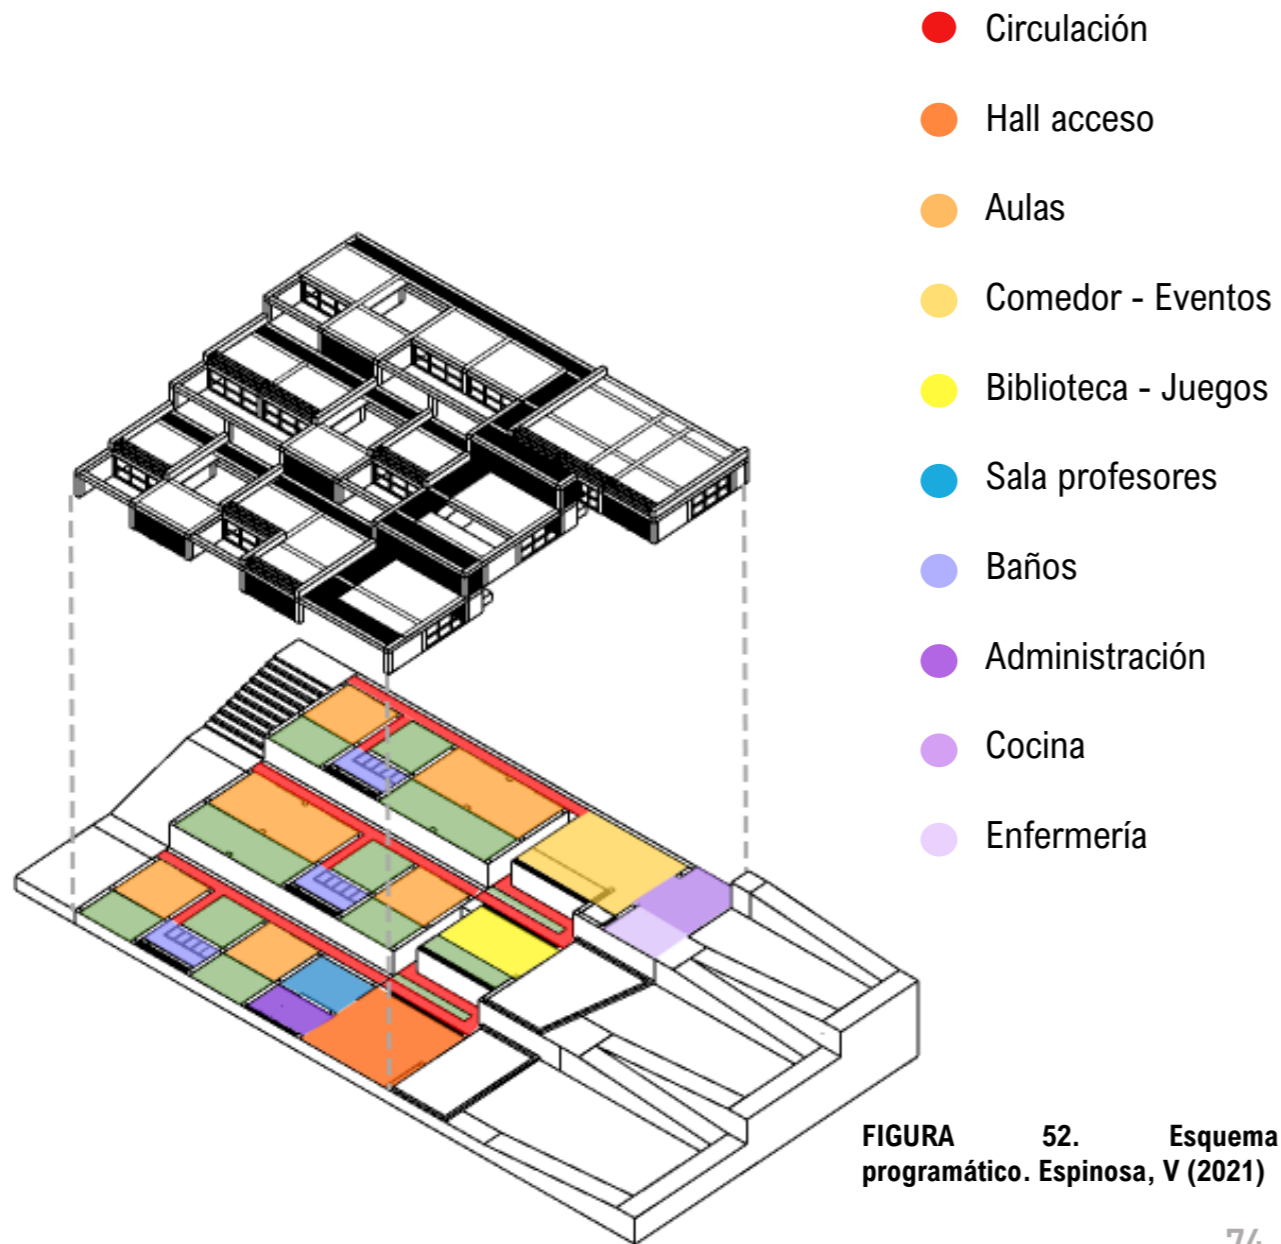 Circulación
Hall acceso
Aulas
Comedor - Eventos
Biblioteca - Juegos
Sala profesores
Baños
Administración
Cocina
Enfermería
FIGURA 52. Esquema
programático. Espinosa, V (2021)
74